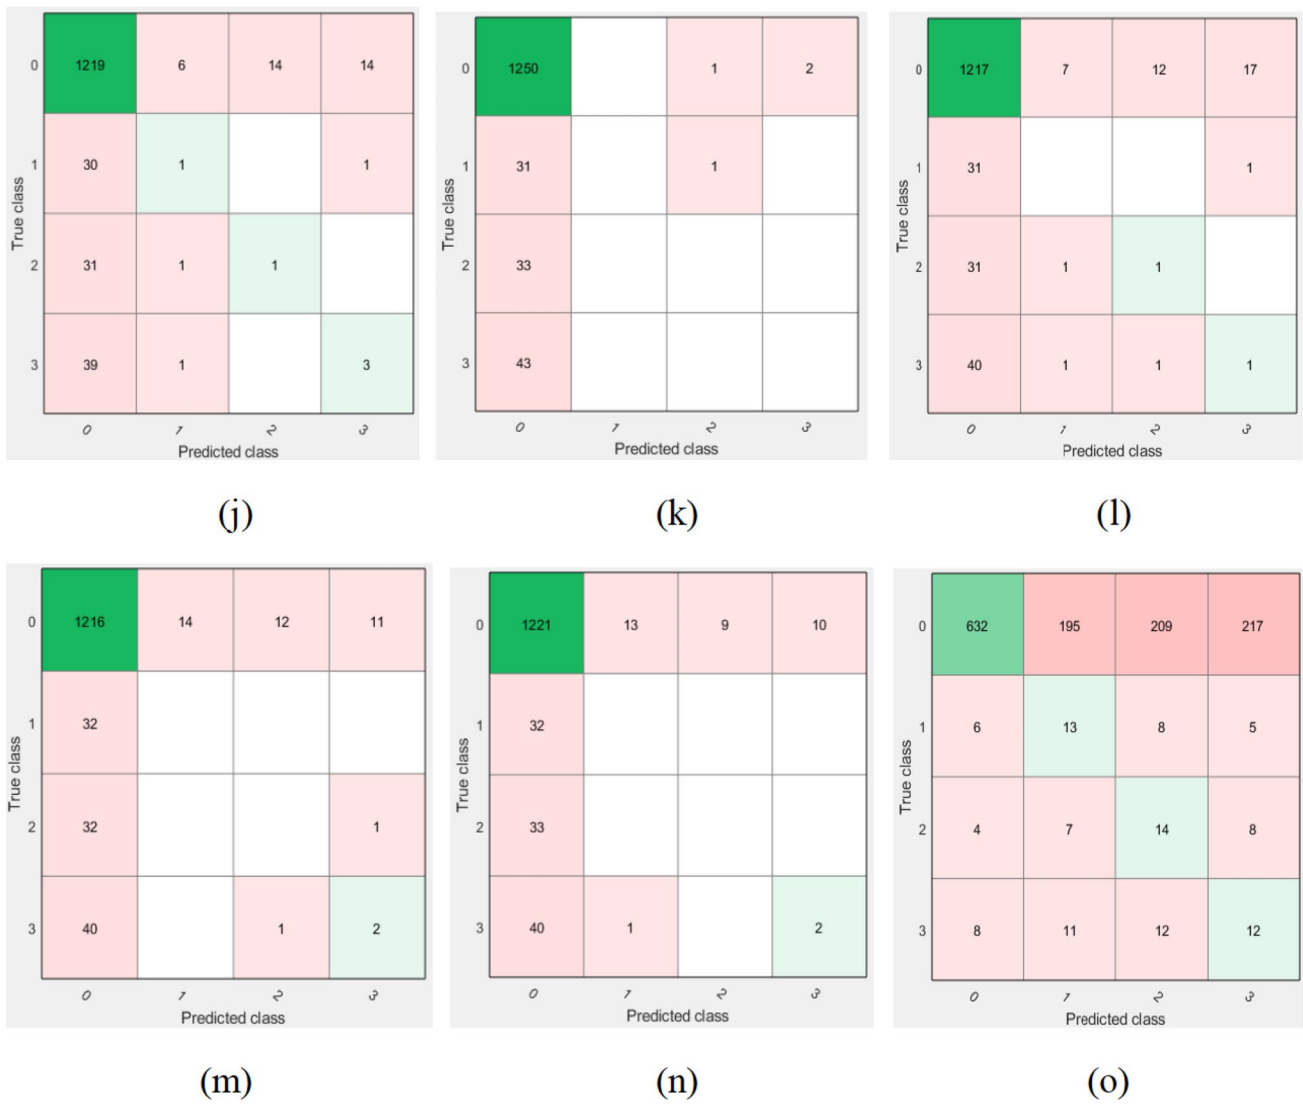 0 1219 6 14 14
1 30 1 1
2 31 1 1
3 39 1 3
0 1 2 3
Predicted class
True class
(j)
0 1250 1 2
1 31 1
2 33
3 43
0 1 2 3
Predicted class
True class
(k)
0 1217 7 12 17
1 31 1
2 31 1 1
3 40 1 1 1
0 1 2 3
Predicted class
True class
(l)
0 1216 14 12 11
1 32
2 32 1
3 40 1 2
0 1 2 3
Predicted class
True class
(m)
0 1221 13 9 10
1 32
2 33
3 40 1 2
0 1 2 3
Predicted class
True class
(n)
0 632 195 209 217
1 6 13 8 5
2 4 7 14 8
3 8 11 12 12
0 1 2 3
Predicted class
True class
(o)